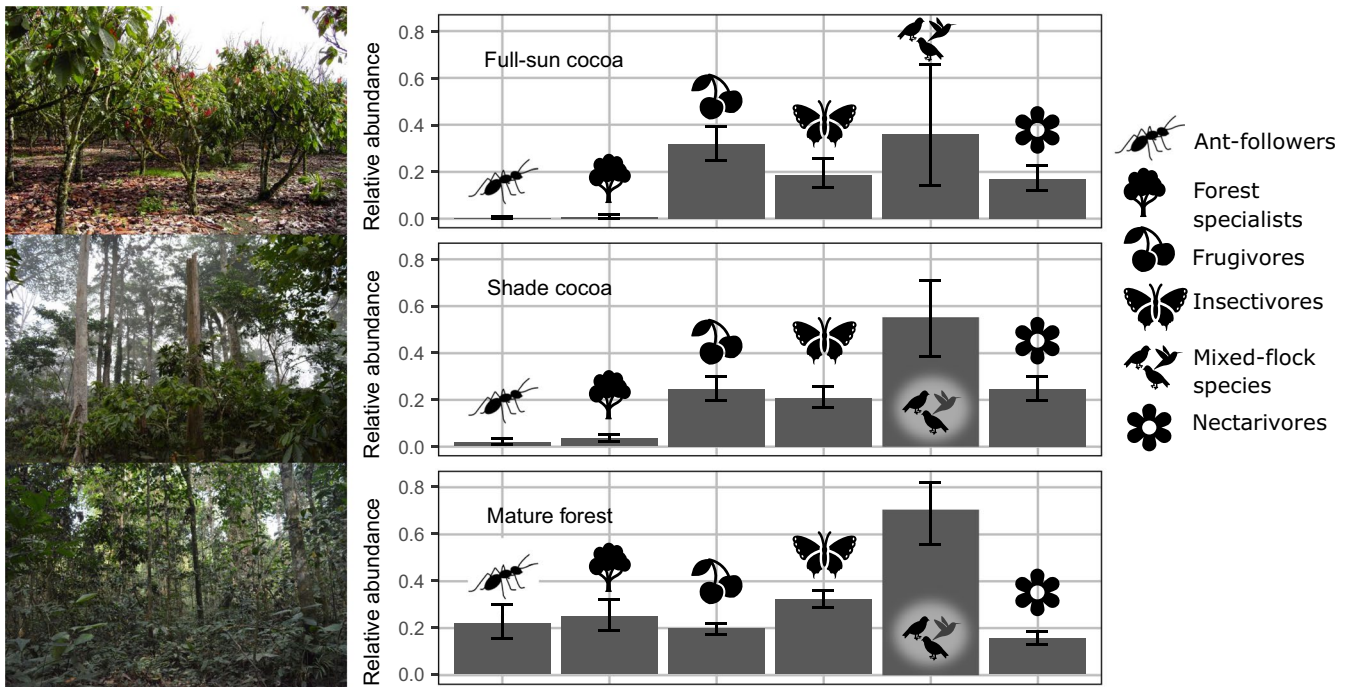 Full-sun cocoa
Relative abundance
0.8
0.6
0.4
0.2
0.0
Shade cocoa
Relative abundance
0.8
0.6
0.4
0.2
0.0
Mature forest
Relative abundance
0.8
0.6
0.4
0.2
0.0
Ant-followers
Forest
specialists
Frugivores
Insectivores
Mixed-flock
species
Nectarivores